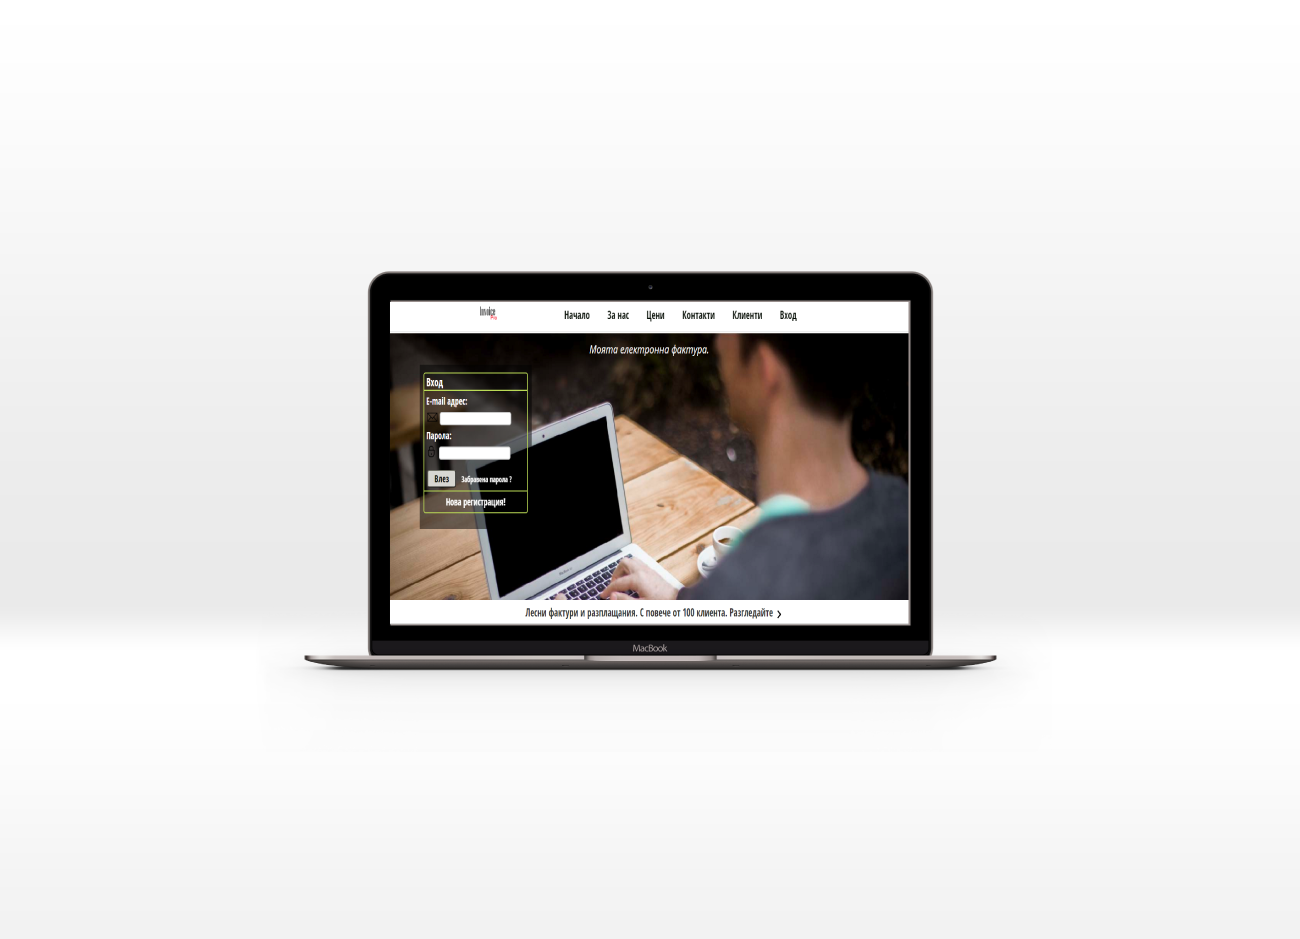 Invoice
Pro
Начало За нас Цени Контакти Клиенти Вход
Моята електронна фактура.
Вход
E-mail адрес:
Парола:
Влез Забравена парола ?
Нова регистрация!
Лесни фактури и разплащания. С повече от 100 клиента. Разгледайте
MacBook